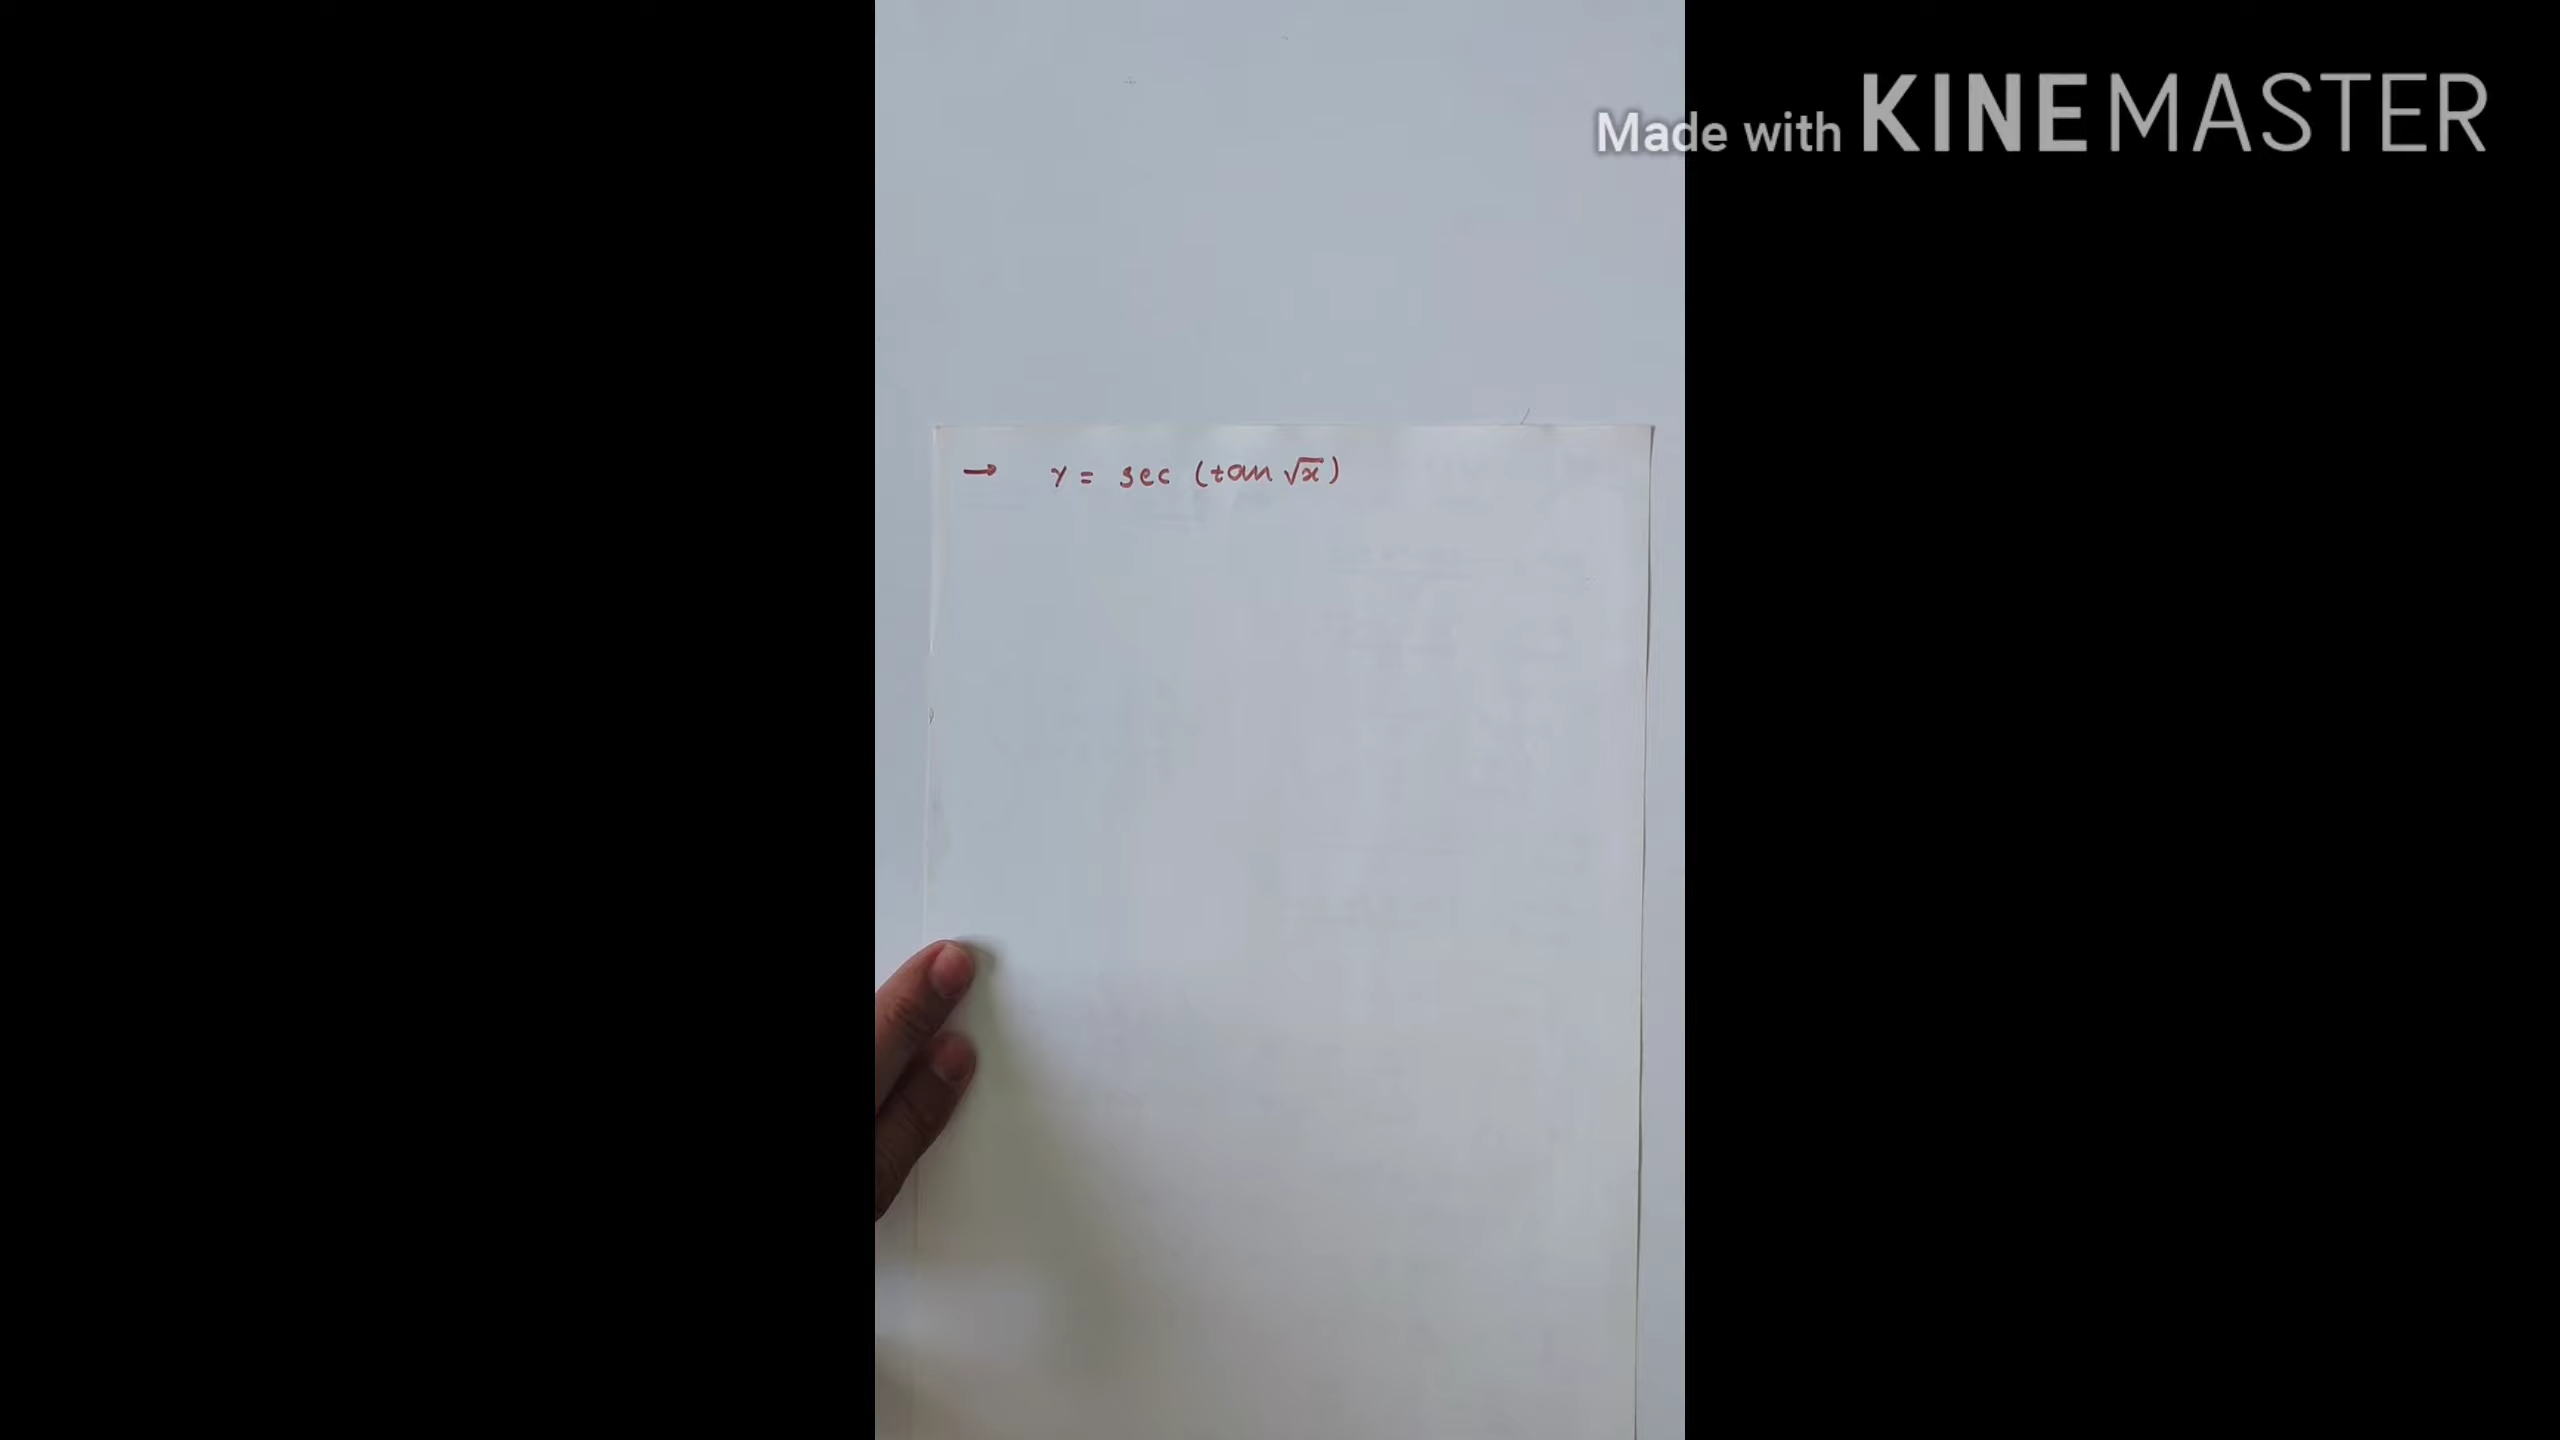 Made with KINEMASTER
→ y = sec (tan √x)